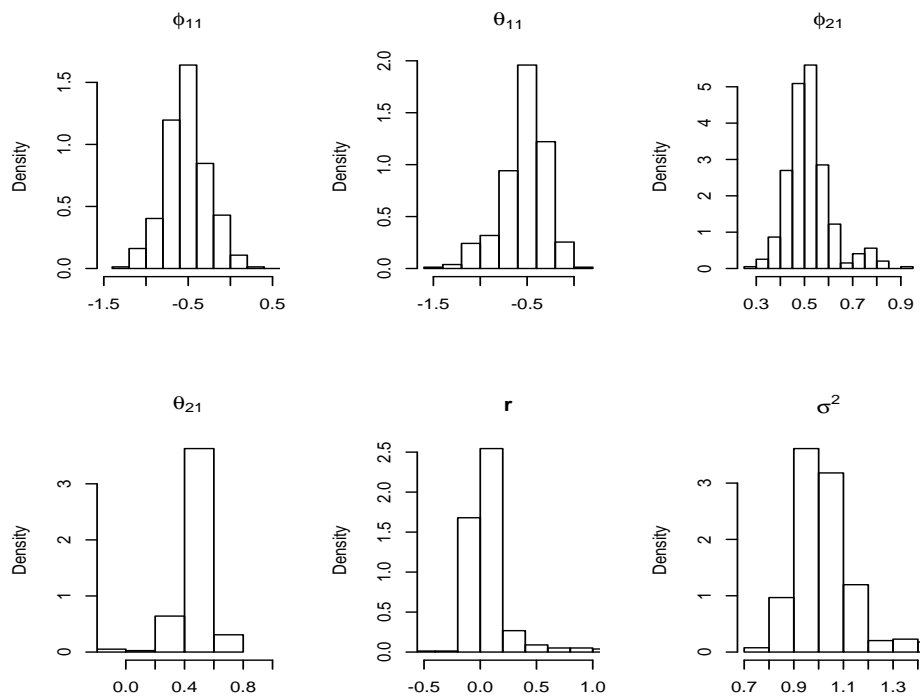 ϕ₁₁ θ₁₁ ϕ₂₁
Density 0.0 0.5 1.0 1.5
-1.5 -0.5 0.5
Density 0.0 0.5 1.0 1.5 2.0
-1.5 -0.5
Density 0 1 2 3 4 5
0.3 0.5 0.7 0.9
θ₂₁ r σ²
Density 0 1 2 3
0.0 0.4 0.8
Density 0.0 0.5 1.0 1.5 2.0 2.5
-0.5 0.0 0.5 1.0
Density 0 1 2 3
0.7 0.9 1.1 1.3